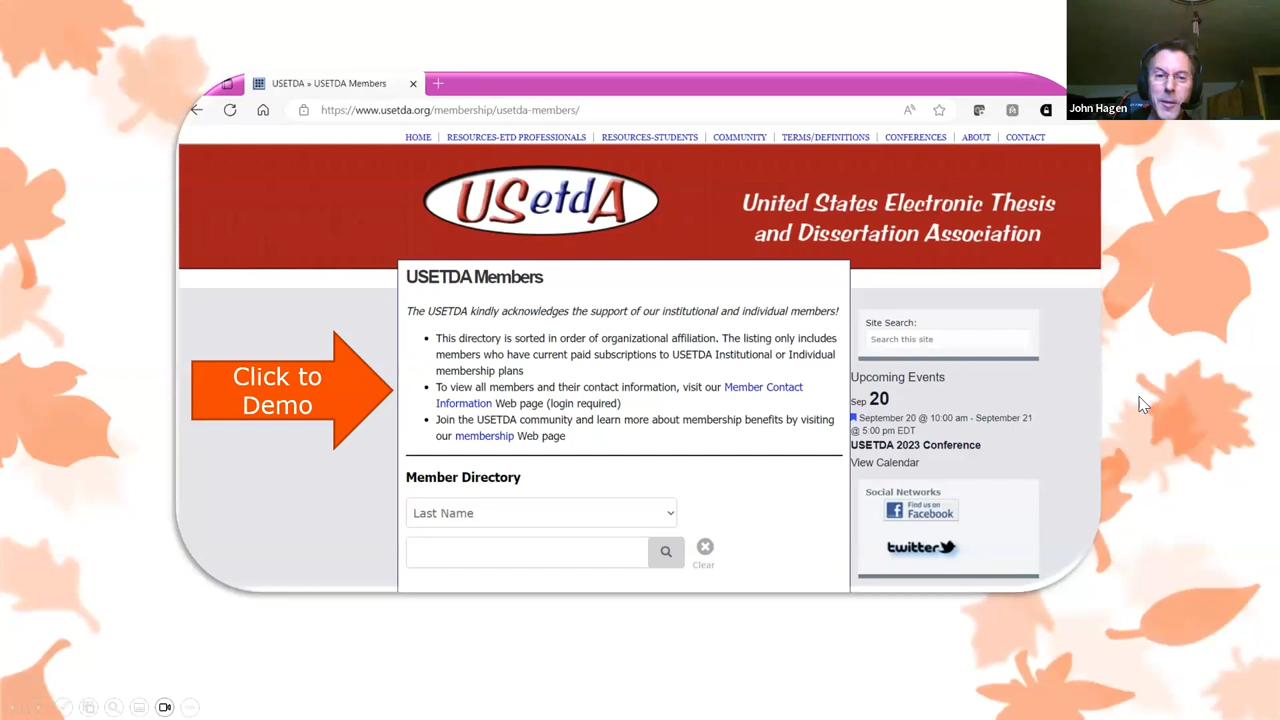 USETDA » USETDA Members
https://www.usetda.org/membership/usetda-members/
John Hagen
HOME | RESOURCES-ETD PROFESSIONALS | RESOURCES-STUDENTS | COMMUNITY | TERMS/DEFINITIONS | CONFERENCES | ABOUT | CONTACT
USetdA
United States Electronic Thesis
and Dissertation Association
USETDA Members
The USETDA kindly acknowledges the support of our institutional and individual members!
• This directory is sorted in order of organizational affiliation. The listing only includes
members who have current paid subscriptions to USETDA Institutional or Individual
membership plans
• To view all members and their contact information, visit our Member Contact
Information Web page (login required)
• Join the USETDA community and learn more about membership benefits by visiting
our membership Web page
Member Directory
Last Name
Clear
Click to
Demo
Site Search:
Search this site
Upcoming Events
Sep 20
September 20 @ 10:00 am - September 21
@ 5:00 pm EDT
USETDA 2023 Conference
View Calendar
Social Networks
Find us on
Facebook
twitter